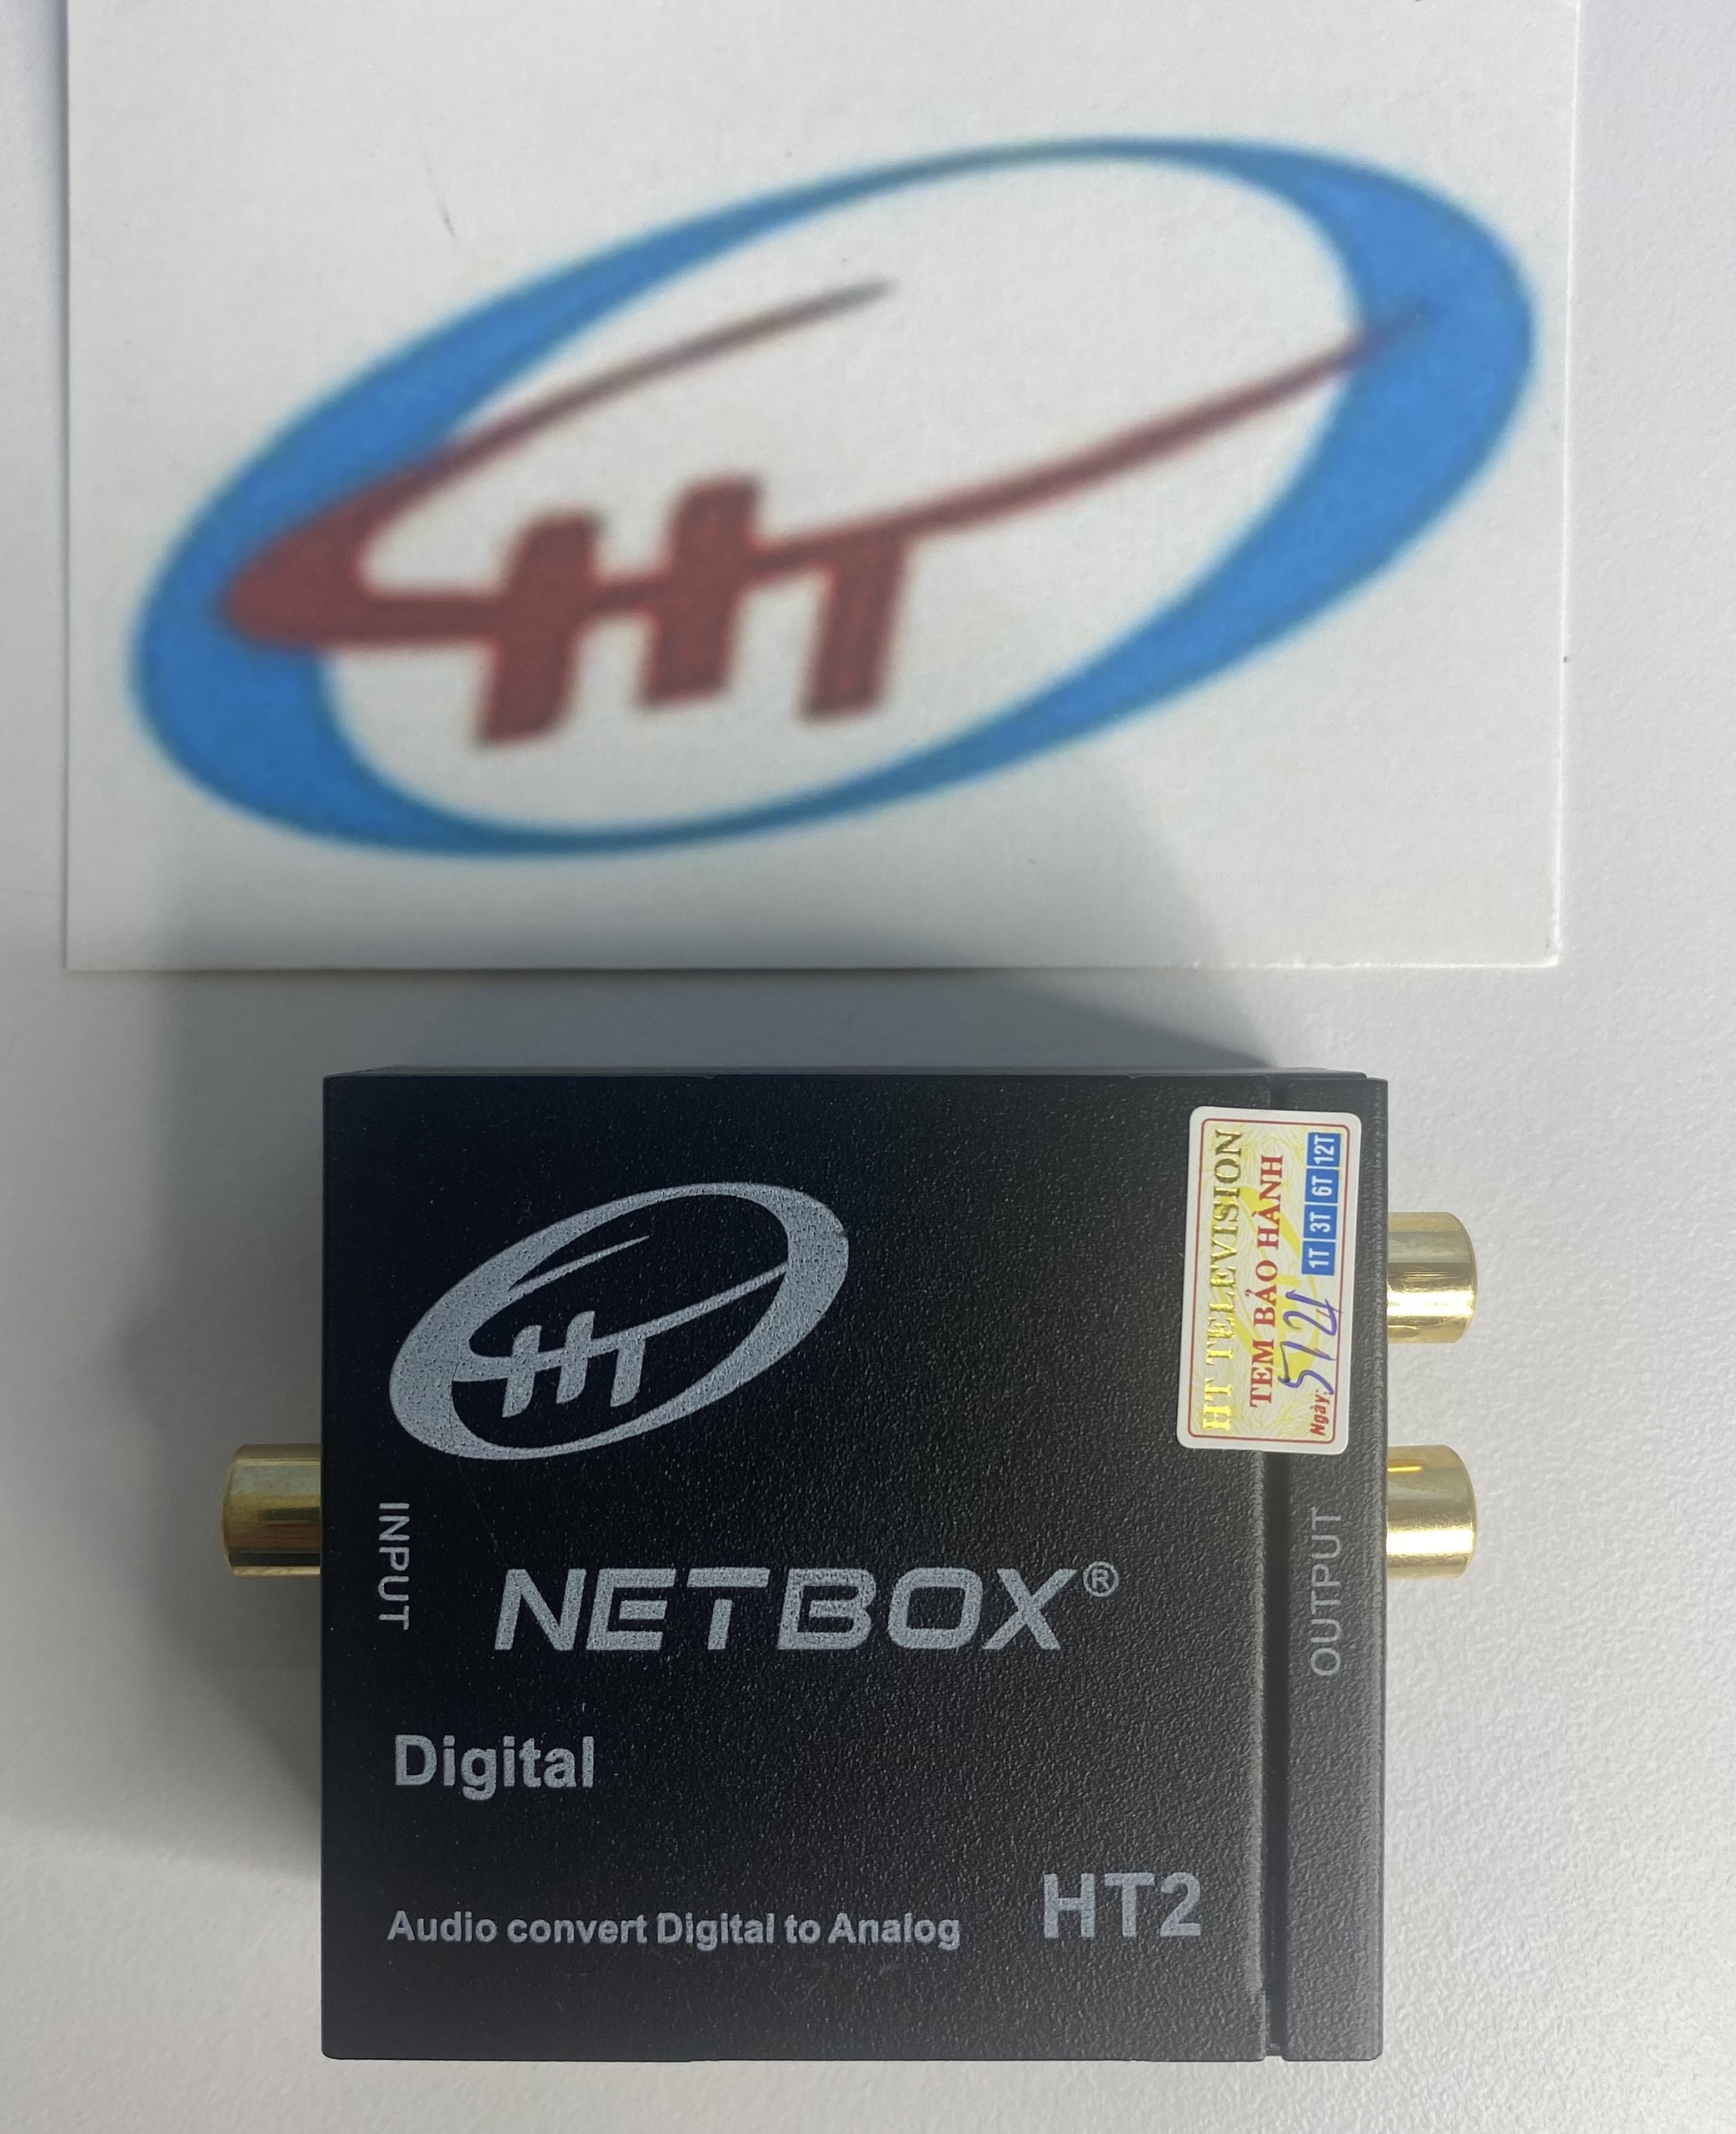 HT
HT
HT TELEVISION
TEM BẢO HÀNH
1T 3T 6T 12T
Ngày:
INPUT
NETBOX®
OUTPUT
Digital
Audio convert Digital to Analog
HT2